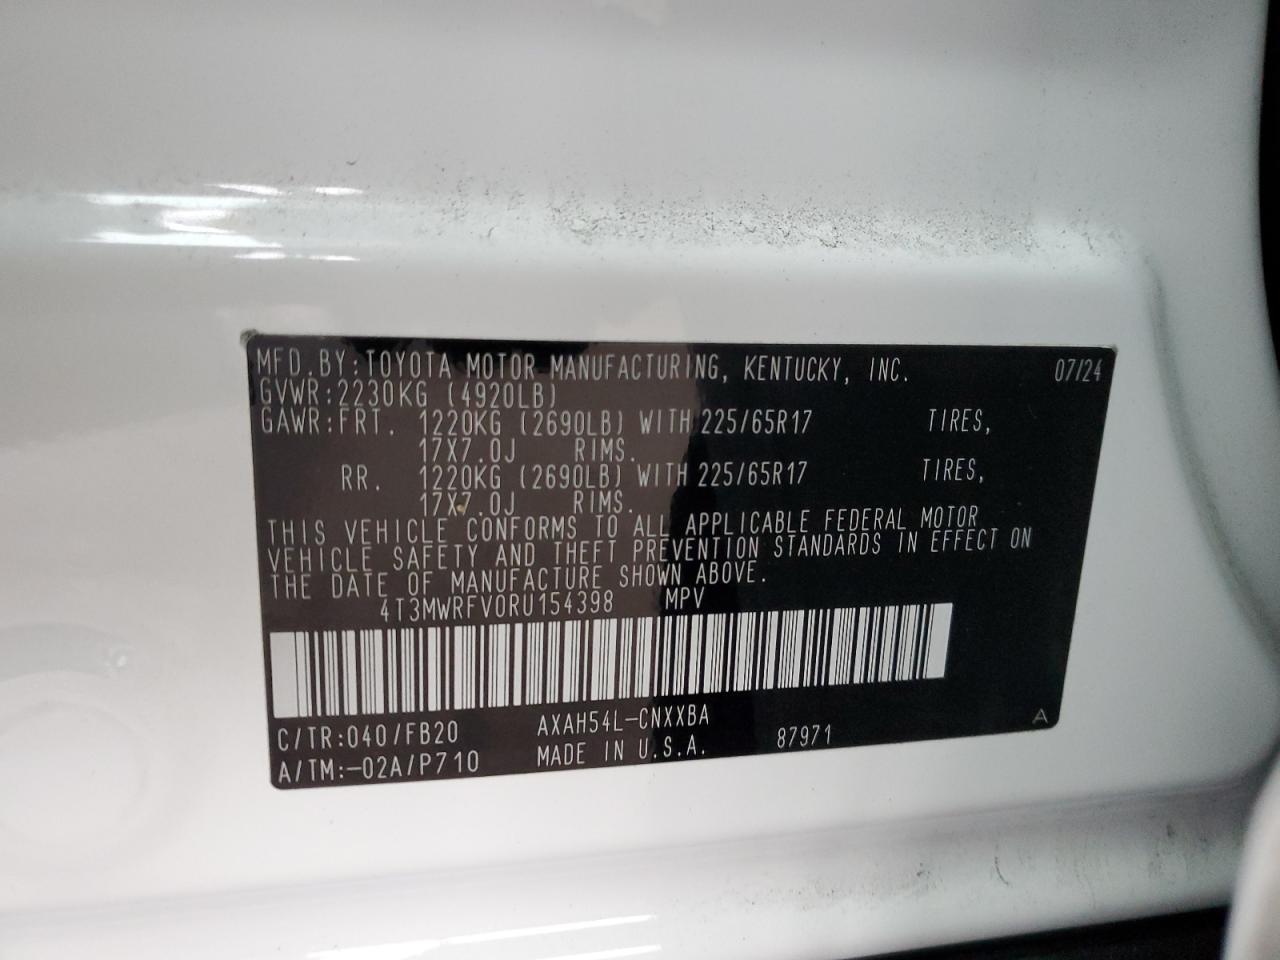 MFD. BY: TOYOTA MOTOR MANUFACTURING, KENTUCKY, INC. 07/24
GVWR: 2230KG (4920LB)
GAWR: FRT. 1220KG (2690LB) WITH 225/65R17 TIRES,
17X7.0J RIMS.
RR. 1220KG (2690LB) WITH 225/65R17 TIRES,
17X7.0J RIMS.
THIS VEHICLE CONFORMS TO ALL APPLICABLE FEDERAL MOTOR
VEHICLE SAFETY AND THEFT PREVENTION STANDARDS IN EFFECT ON
THE DATE OF MANUFACTURE SHOWN ABOVE.
4T3MWRFV0RU154398 MPV
C/TR:040/FB20 AXAH54L-CNXXBA
A/TM:-02A/P710 MADE IN U.S.A. 87971 A